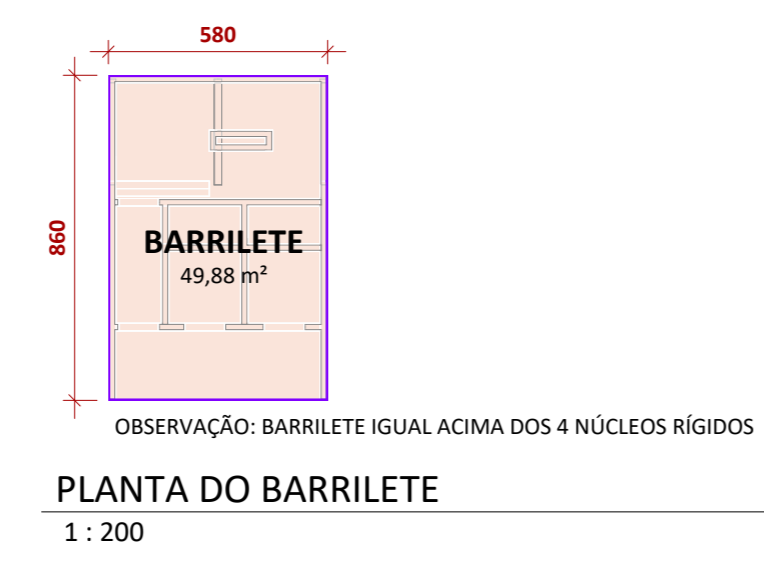 580
860
BARRILETE
49,88 m²
OBSERVAÇÃO: BARRILETE IGUAL ACIMA DOS 4 NÚCLEOS RÍGIDOS
PLANTA DO BARRILETE
1 : 200